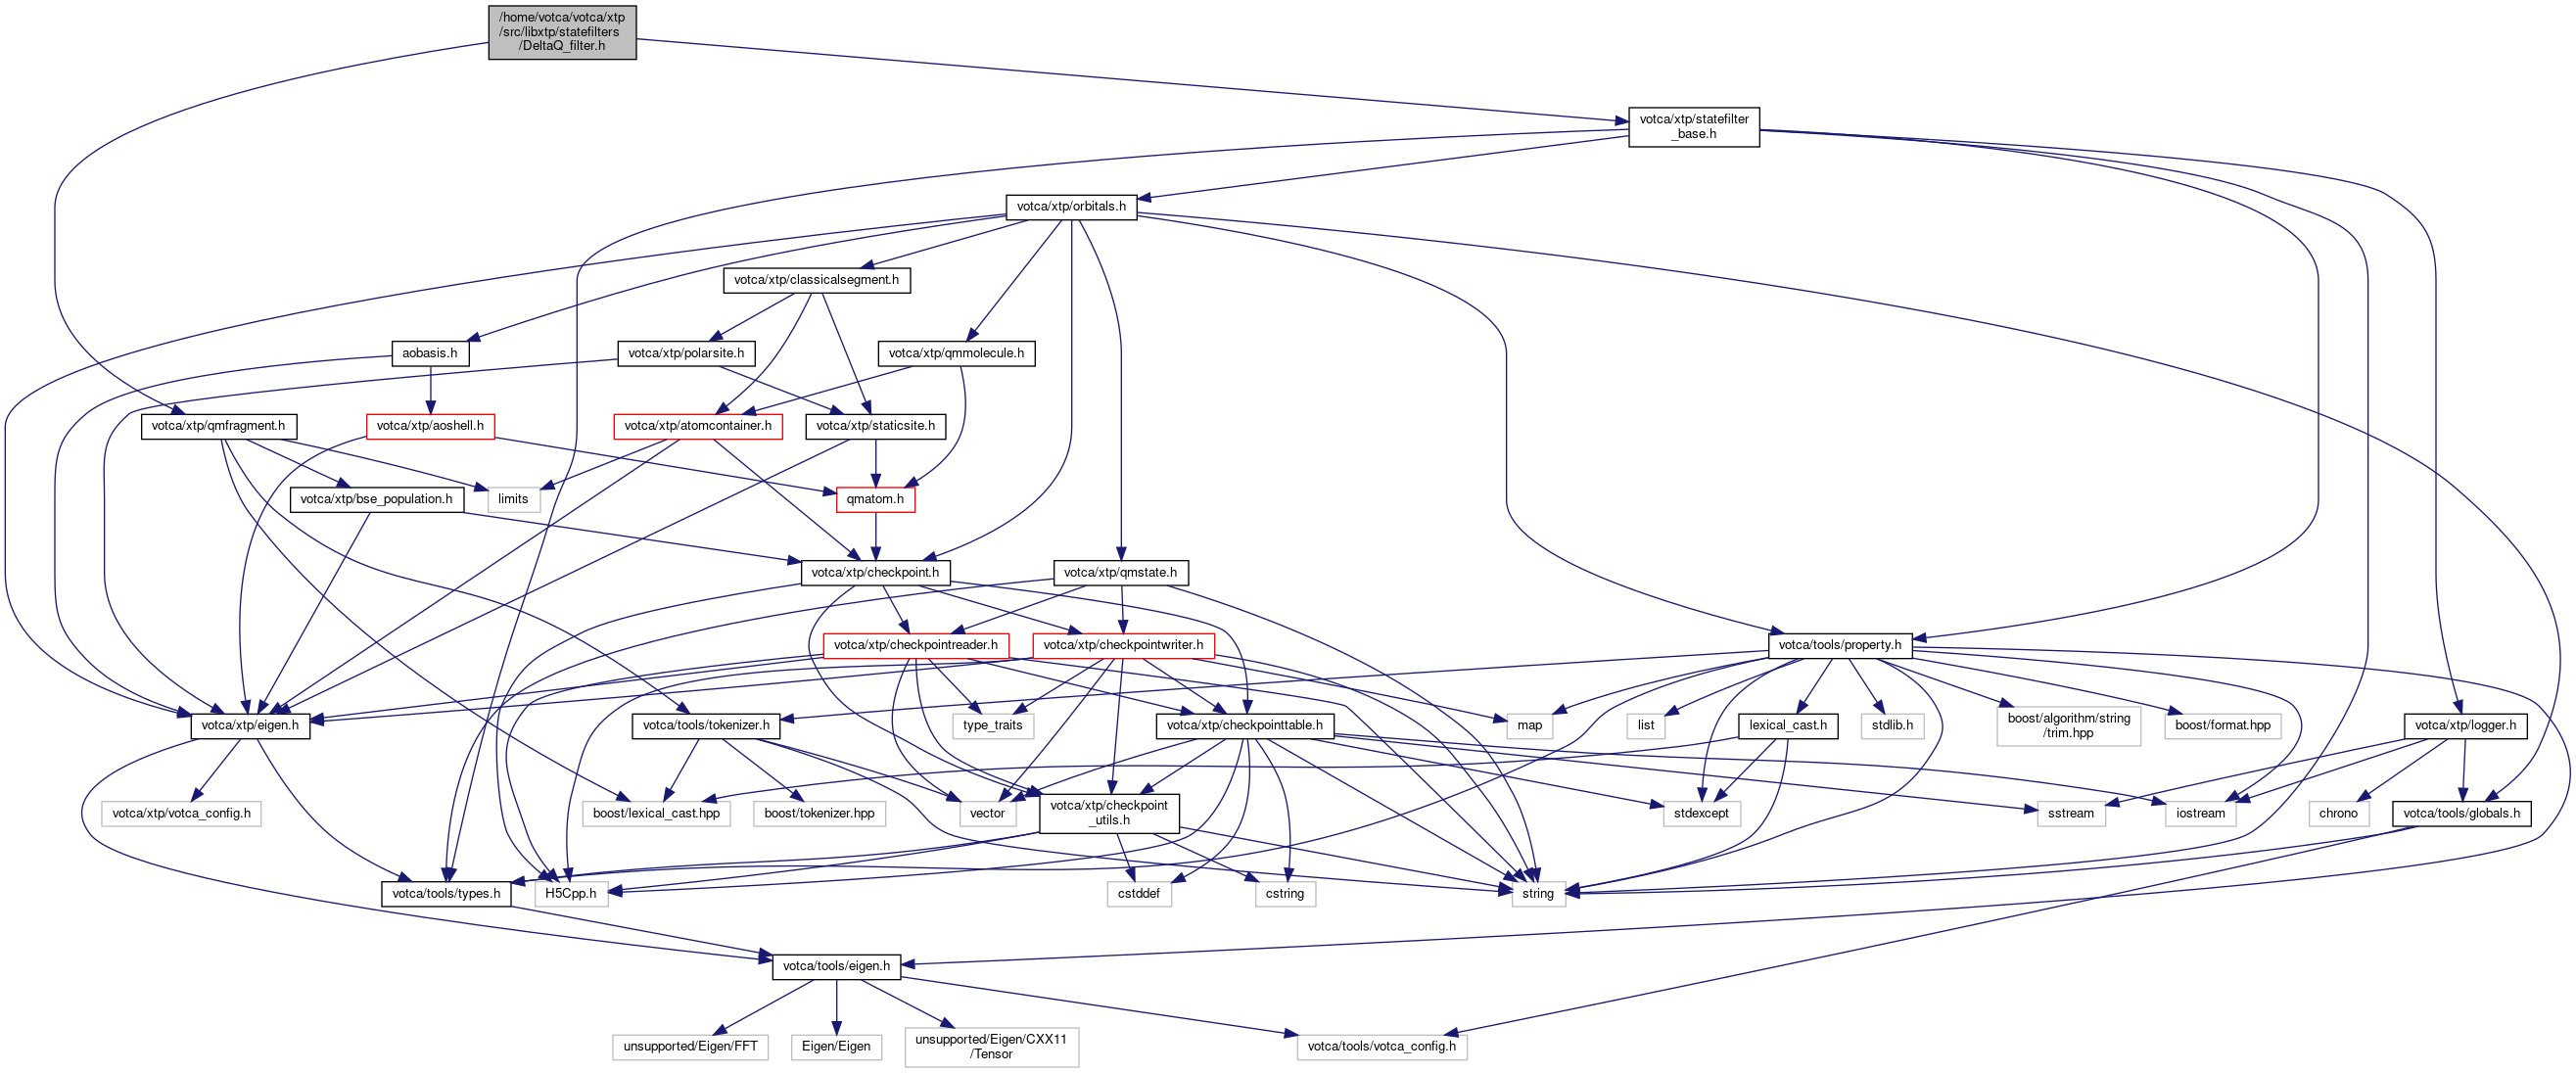 /home/votca/votca/xtp
/src/libxtp/statefilters
/DeltaQ_filter.h
votca/xtp/statefilter
_base.h
votca/xtp/orbitals.h
votca/xtp/classicalsegment.h
aobasis.h
votca/xtp/polarsite.h
votca/xtp/qmmolecule.h
votca/xtp/qmfragment.h
votca/xtp/aoshell.h
votca/xtp/atomcontainer.h
votca/xtp/staticsite.h
votca/xtp/bse_population.h
limits
qmatom.h
votca/xtp/checkpoint.h
votca/xtp/qmstate.h
votca/xtp/checkpointreader.h
votca/xtp/checkpointwriter.h
votca/tools/property.h
votca/xtp/eigen.h
votca/tools/tokenizer.h
type_traits
votca/xtp/checkpointtable.h
map
list
lexical_cast.h
stdlib.h
boost/algorithm/string
/trim.hpp
boost/format.hpp
votca/xtp/logger.h
votca/xtp/votca_config.h
boost/lexical_cast.hpp
boost/tokenizer.hpp
vector
votca/xtp/checkpoint
_utils.h
stdexcept
sstream
iostream
chrono
votca/tools/globals.h
votca/tools/types.h
H5Cpp.h
cstddef
cstring
string
votca/tools/eigen.h
unsupported/Eigen/FFT
Eigen/Eigen
unsupported/Eigen/CXX11
/Tensor
votca/tools/votca_config.h